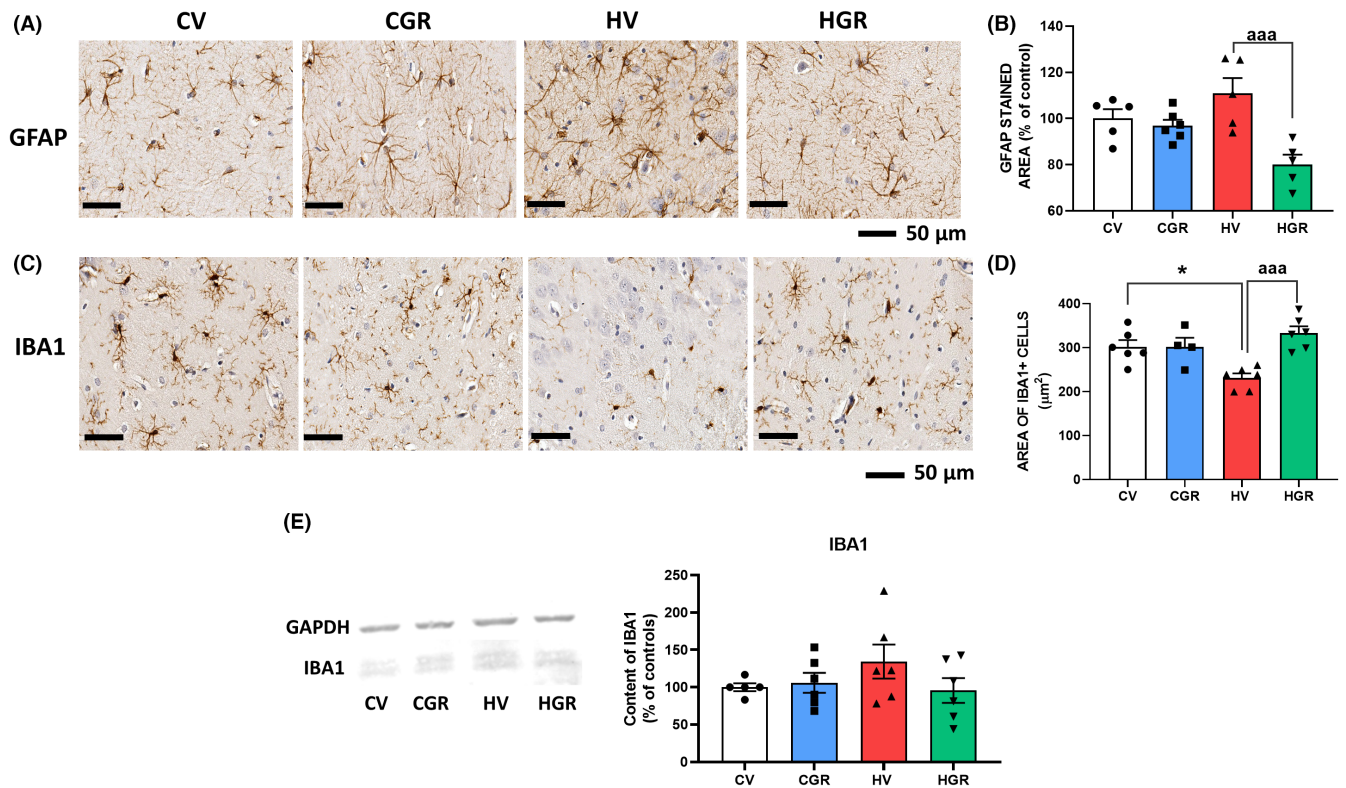 (A)
CV
CGR
HV
HGR
GFAP
50 μm
(B)
GFAP STAINED
AREA (% of control)
140
120
100
80
60
aaa
CV
CGR
HV
HGR
(C)
IBA1
50 μm
(D)
AREA OF IBA1+ CELLS
(μm²)
400
300
200
100
0
*
aaa
CV
CGR
HV
HGR
(E)
GAPDH
IBA1
CV
CGR
HV
HGR
IBA1
Content of IBA1
(% of controls)
250
200
150
100
50
0
CV
CGR
HV
HGR